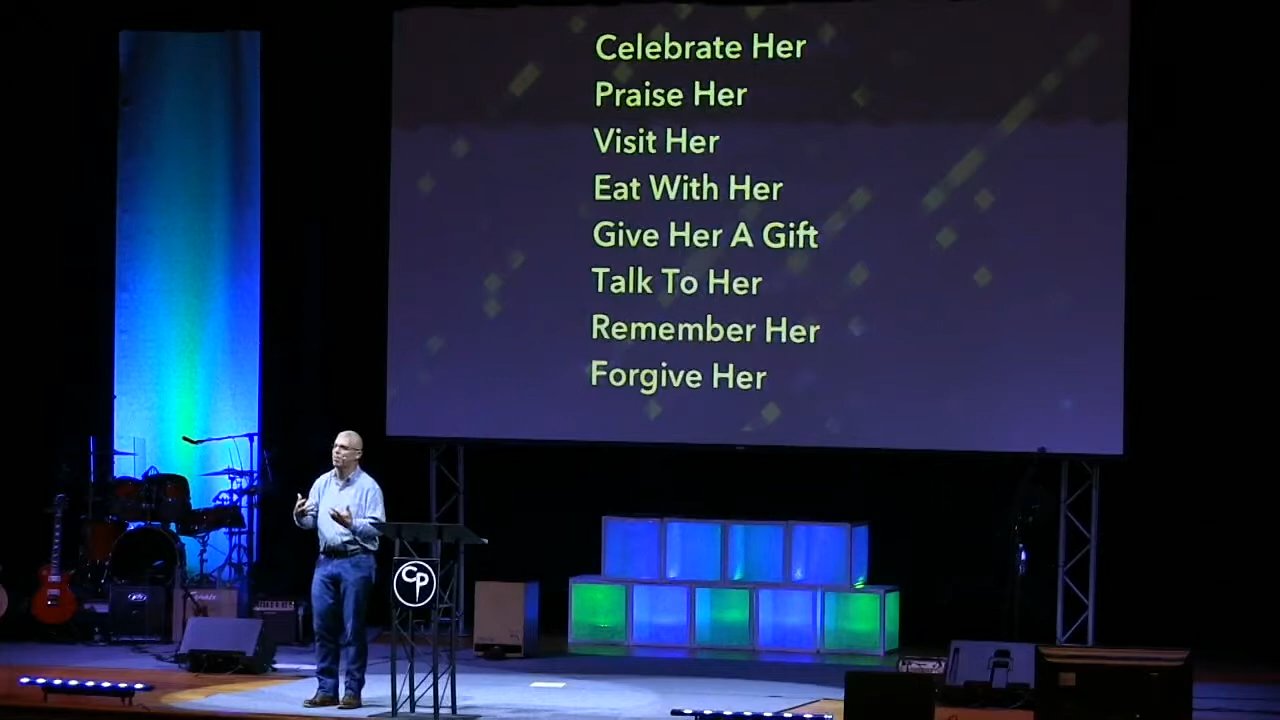 Celebrate Her
Praise Her
Visit Her
Eat With Her
Give Her A Gift
Talk To Her
Remember Her
Forgive Her
CP